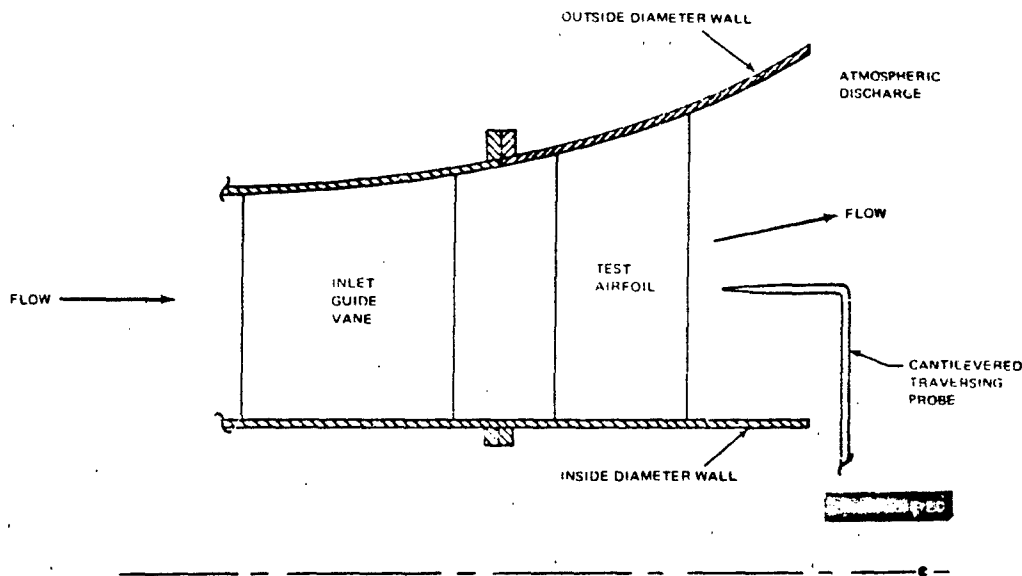 OUTSIDE DIAMETER WALL
ATMOSPHERIC
DISCHARGE
FLOW
INLET
GUIDE
VANE
TEST
AIRFOIL
FLOW
CANTILEVERED
TRAVERSING
PROBE
INSIDE DIAMETER WALL